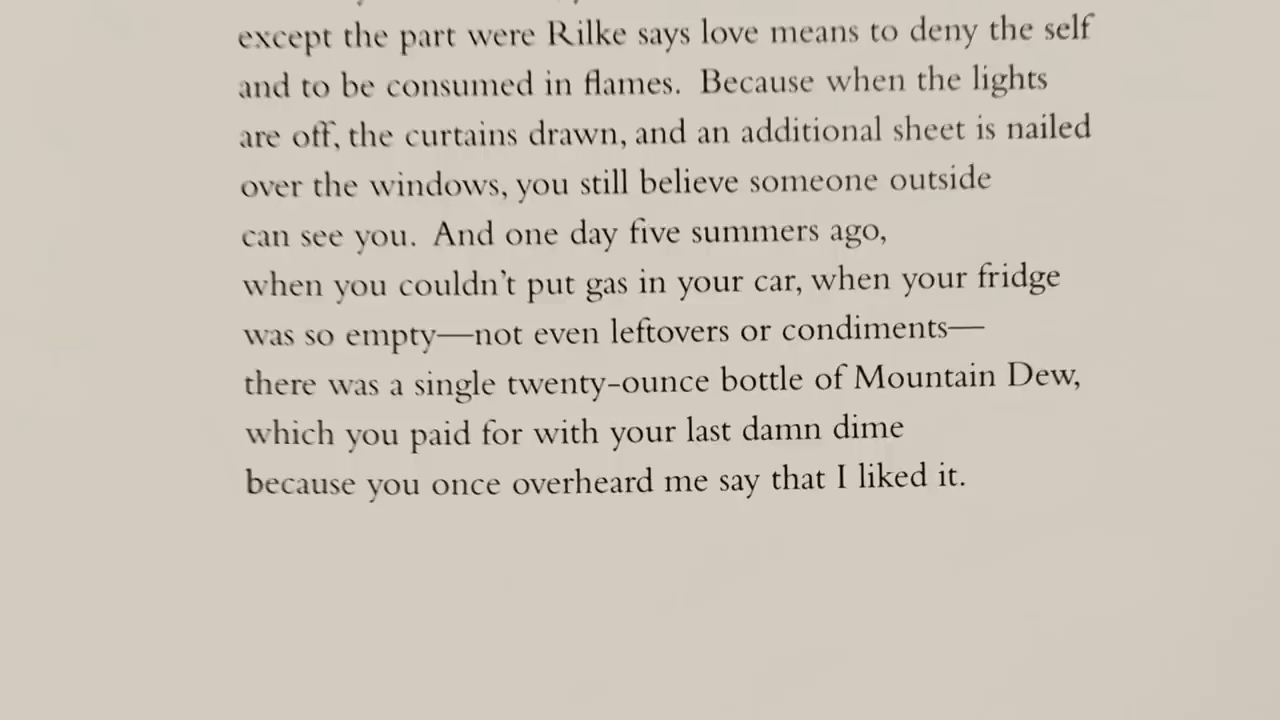 except the part were Rilke says love means to deny the self
and to be consumed in flames. Because when the lights
are off, the curtains drawn, and an additional sheet is nailed
over the windows, you still believe someone outside
can see you. And one day five summers ago,
when you couldn't put gas in your car, when your fridge
was so empty—not even leftovers or condiments—
there was a single twenty-ounce bottle of Mountain Dew,
which you paid for with your last damn dime
because you once overheard me say that I liked it.